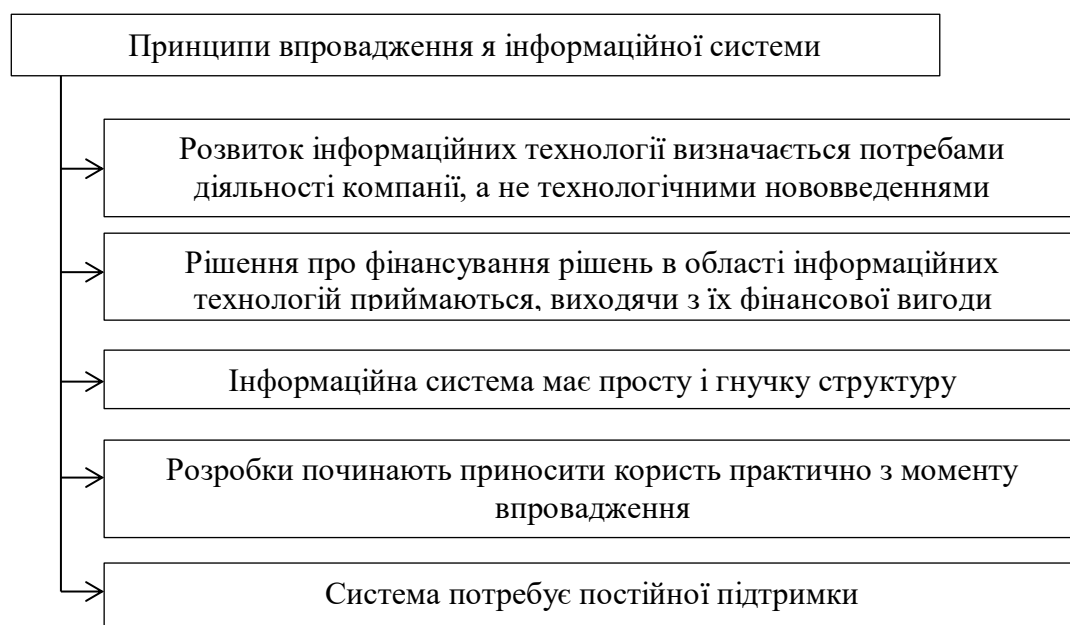 Принципи впровадження я інформаційної системи
Розвиток інформаційних технології визначається потребами
діяльності компанії, а не технологічними нововведеннями
Рішення про фінансування рішень в області інформаційних
технологій приймаються, виходячи з їх фінансової вигоди
Інформаційна система має просту і гнучку структуру
Розробки починають приносити користь практично з моменту
впровадження
Система потребує постійної підтримки